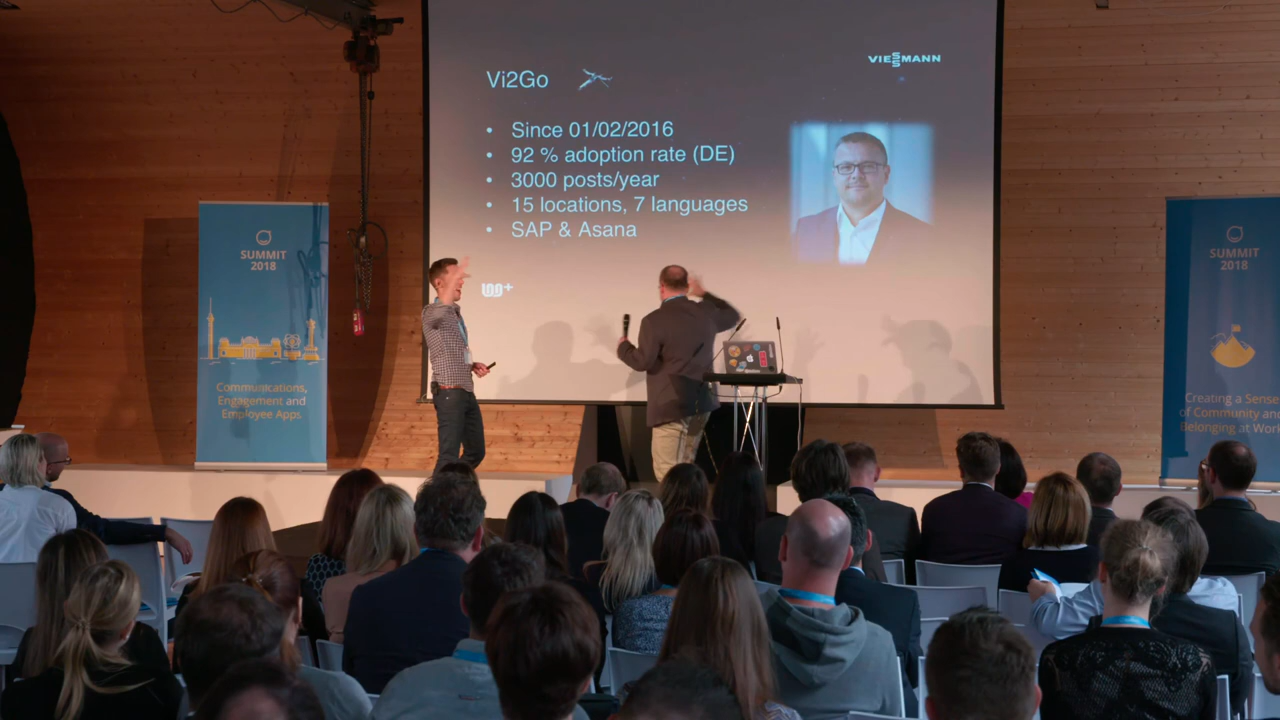 VIESSMANN
Vi2Go
• Since 01/02/2016
• 92 % adoption rate (DE)
• 3000 posts/year
• 15 locations, 7 languages
• SAP & Asana
100+
SUMMIT
2018
Communications,
Engagement and
Employee Apps
SUMMIT
2018
Creating a Sense
of Community and
Belonging at Work